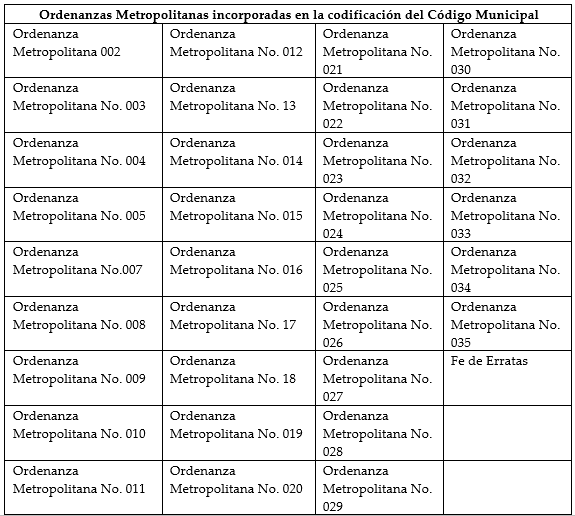 Ordenanzas Metropolitanas incorporadas en la codificación del Código Municipal
Ordenanza
Metropolitana 002
Ordenanza
Metropolitana No. 012
Ordenanza
Metropolitana No.
021
Ordenanza
Metropolitana No.
030
Ordenanza
Metropolitana No. 003
Ordenanza
Metropolitana No. 13
Ordenanza
Metropolitana No.
022
Ordenanza
Metropolitana No.
031
Ordenanza
Metropolitana No. 004
Ordenanza
Metropolitana No. 014
Ordenanza
Metropolitana No.
023
Ordenanza
Metropolitana No.
032
Ordenanza
Metropolitana No. 005
Ordenanza
Metropolitana No. 015
Ordenanza
Metropolitana No.
024
Ordenanza
Metropolitana No.
033
Ordenanza
Metropolitana No.007
Ordenanza
Metropolitana No. 016
Ordenanza
Metropolitana No.
025
Ordenanza
Metropolitana No.
034
Ordenanza
Metropolitana No. 008
Ordenanza
Metropolitana No. 17
Ordenanza
Metropolitana No.
026
Ordenanza
Metropolitana No.
035
Ordenanza
Metropolitana No. 009
Ordenanza
Metropolitana No. 18
Ordenanza
Metropolitana No.
027
Fe de Erratas
Ordenanza
Metropolitana No. 010
Ordenanza
Metropolitana No. 019
Ordenanza
Metropolitana No.
028
Ordenanza
Metropolitana No. 011
Ordenanza
Metropolitana No. 020
Ordenanza
Metropolitana No.
029